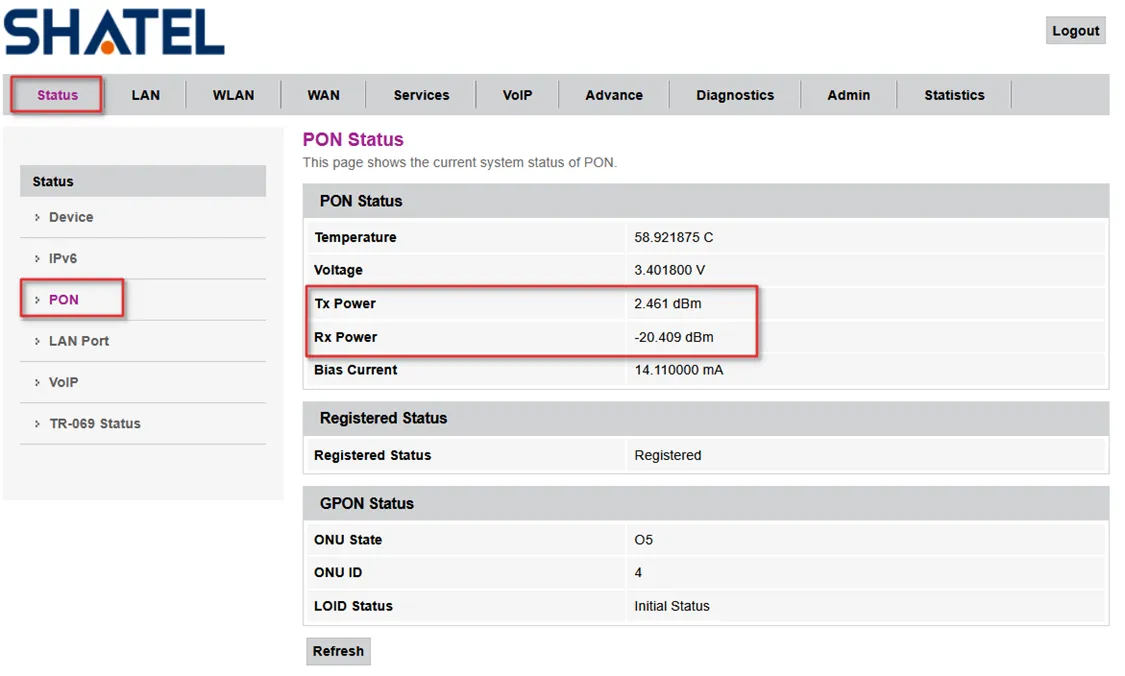 SHATEL
Logout
Status LAN WLAN WAN Services VoIP Advance Diagnostics Admin Statistics
Status
Device
IPv6
PON
LAN Port
VoIP
TR-069 Status
PON Status
This page shows the current system status of PON.
PON Status
Temperature 58.921875 C
Voltage 3.401800 V
Tx Power 2.461 dBm
Rx Power -20.409 dBm
Bias Current 14.110000 mA
Registered Status
Registered Status Registered
GPON Status
ONU State O5
ONU ID 4
LOID Status Initial Status
Refresh